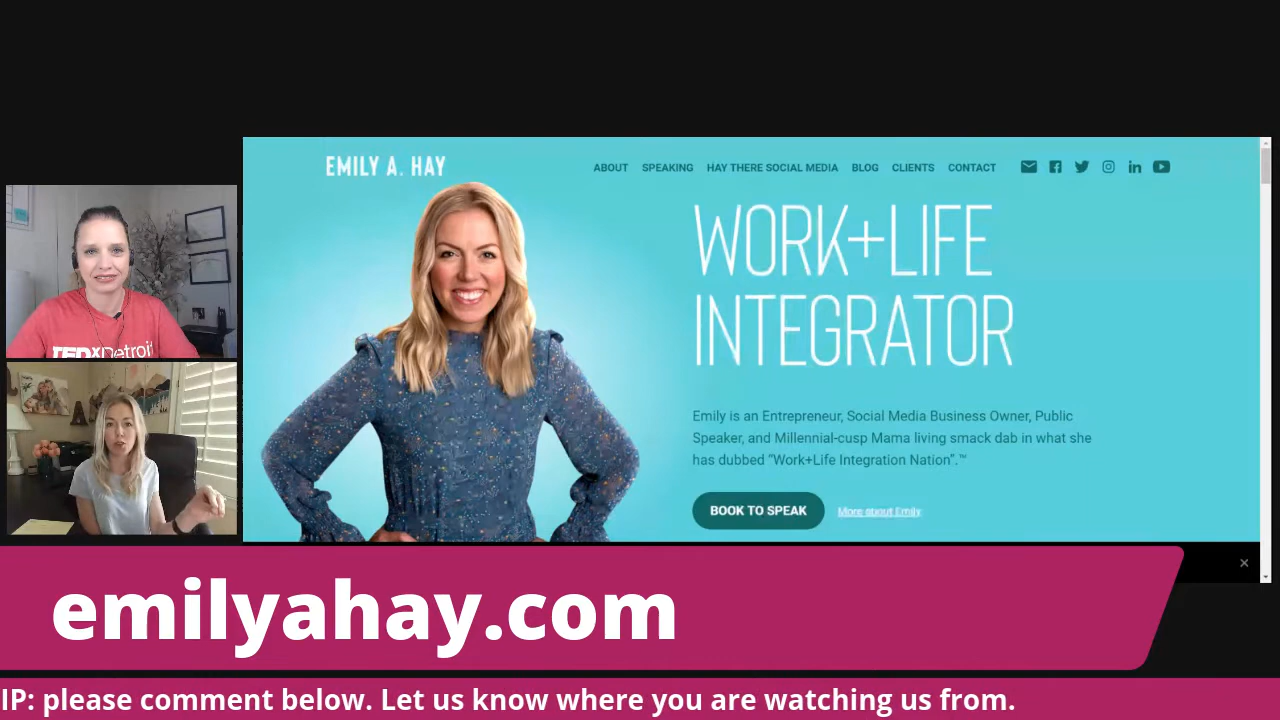 EMILY A. HAY
ABOUT SPEAKING HAY THERE SOCIAL MEDIA BLOG CLIENTS CONTACT
WORK+LIFE
INTEGRATOR
Emily is an Entrepreneur, Social Media Business Owner, Public
Speaker, and Millennial-cusp Mama living smack dab in what she
has dubbed “Work+Life Integration Nation”.™
BOOK TO SPEAK More about Emily
TEDxDetroit
emilyahay.com
IP: please comment below. Let us know where you are watching us from.